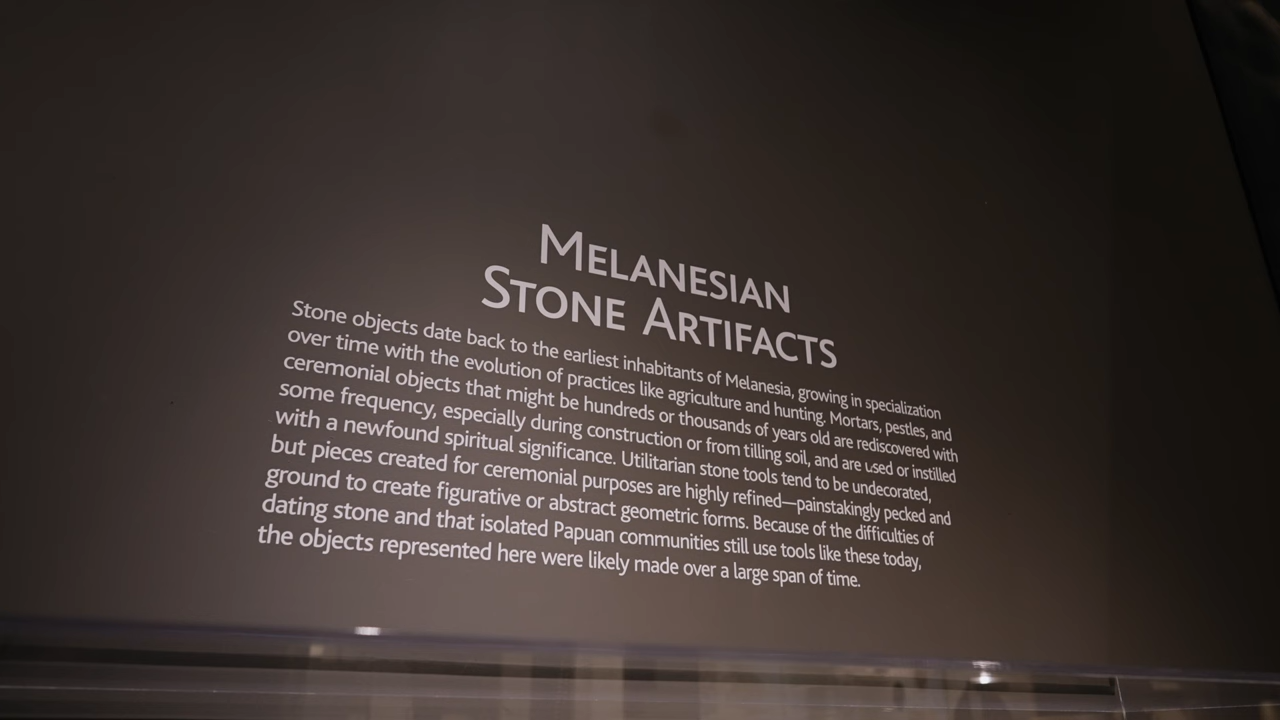 MELANESIAN
STONE ARTIFACTS
Stone objects date back to the earliest inhabitants of Melanesia, growing in specialization
over time with the evolution of practices like agriculture and hunting. Mortars, pestles, and
ceremonial objects that might be hundreds or thousands of years old are rediscovered with
some frequency, especially during construction or from tilling soil, and are used or instilled
with a newfound spiritual significance. Utilitarian stone tools tend to be undecorated,
but pieces created for ceremonial purposes are highly refined—painstakingly pecked and
ground to create figurative or abstract geometric forms. Because of the difficulties of
dating stone and that isolated Papuan communities still use tools like these today,
the objects represented here were likely made over a large span of time.